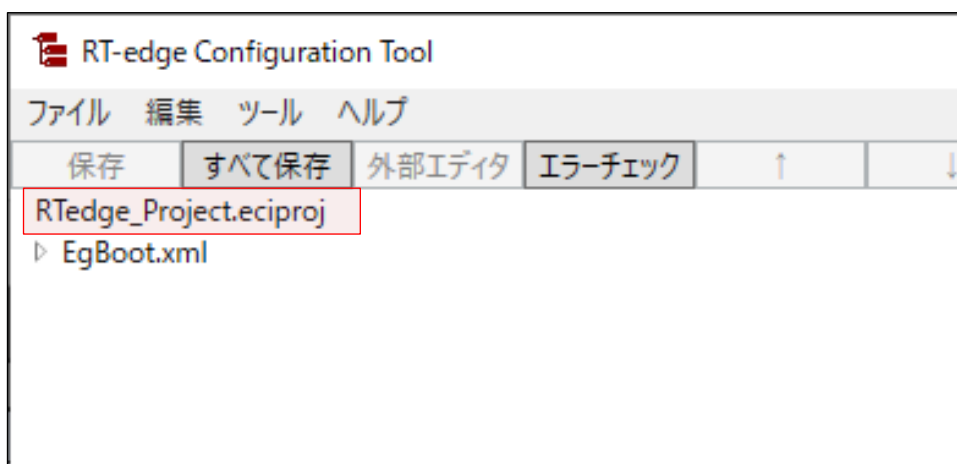 RT-edge Configuration Tool
ファイル 編集 ツール ヘルプ
保存 すべて保存 外部エディタ エラーチェック ↑ ↓
RTedge_Project.eciproj
EgBoot.xml